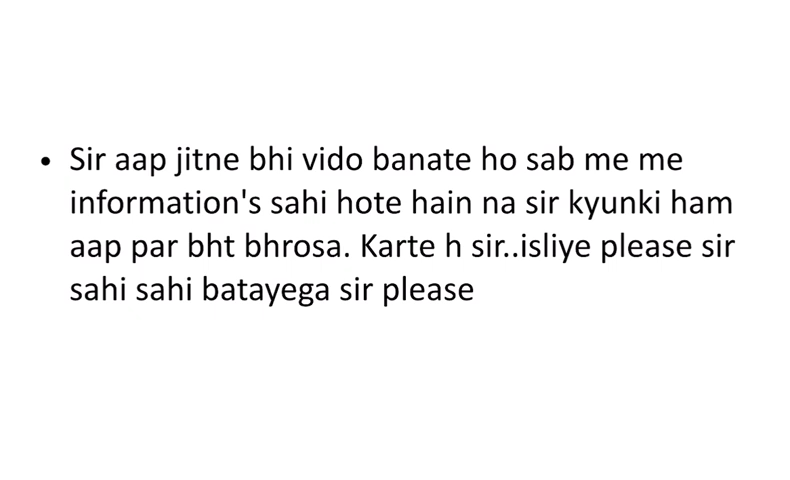 • Sir aap jitne bhi vido banate ho sab me me
information's sahi hote hain na sir kyunki ham
aap par bht bhrosa. Karte h sir..isliye please sir
sahi sahi batayega sir please